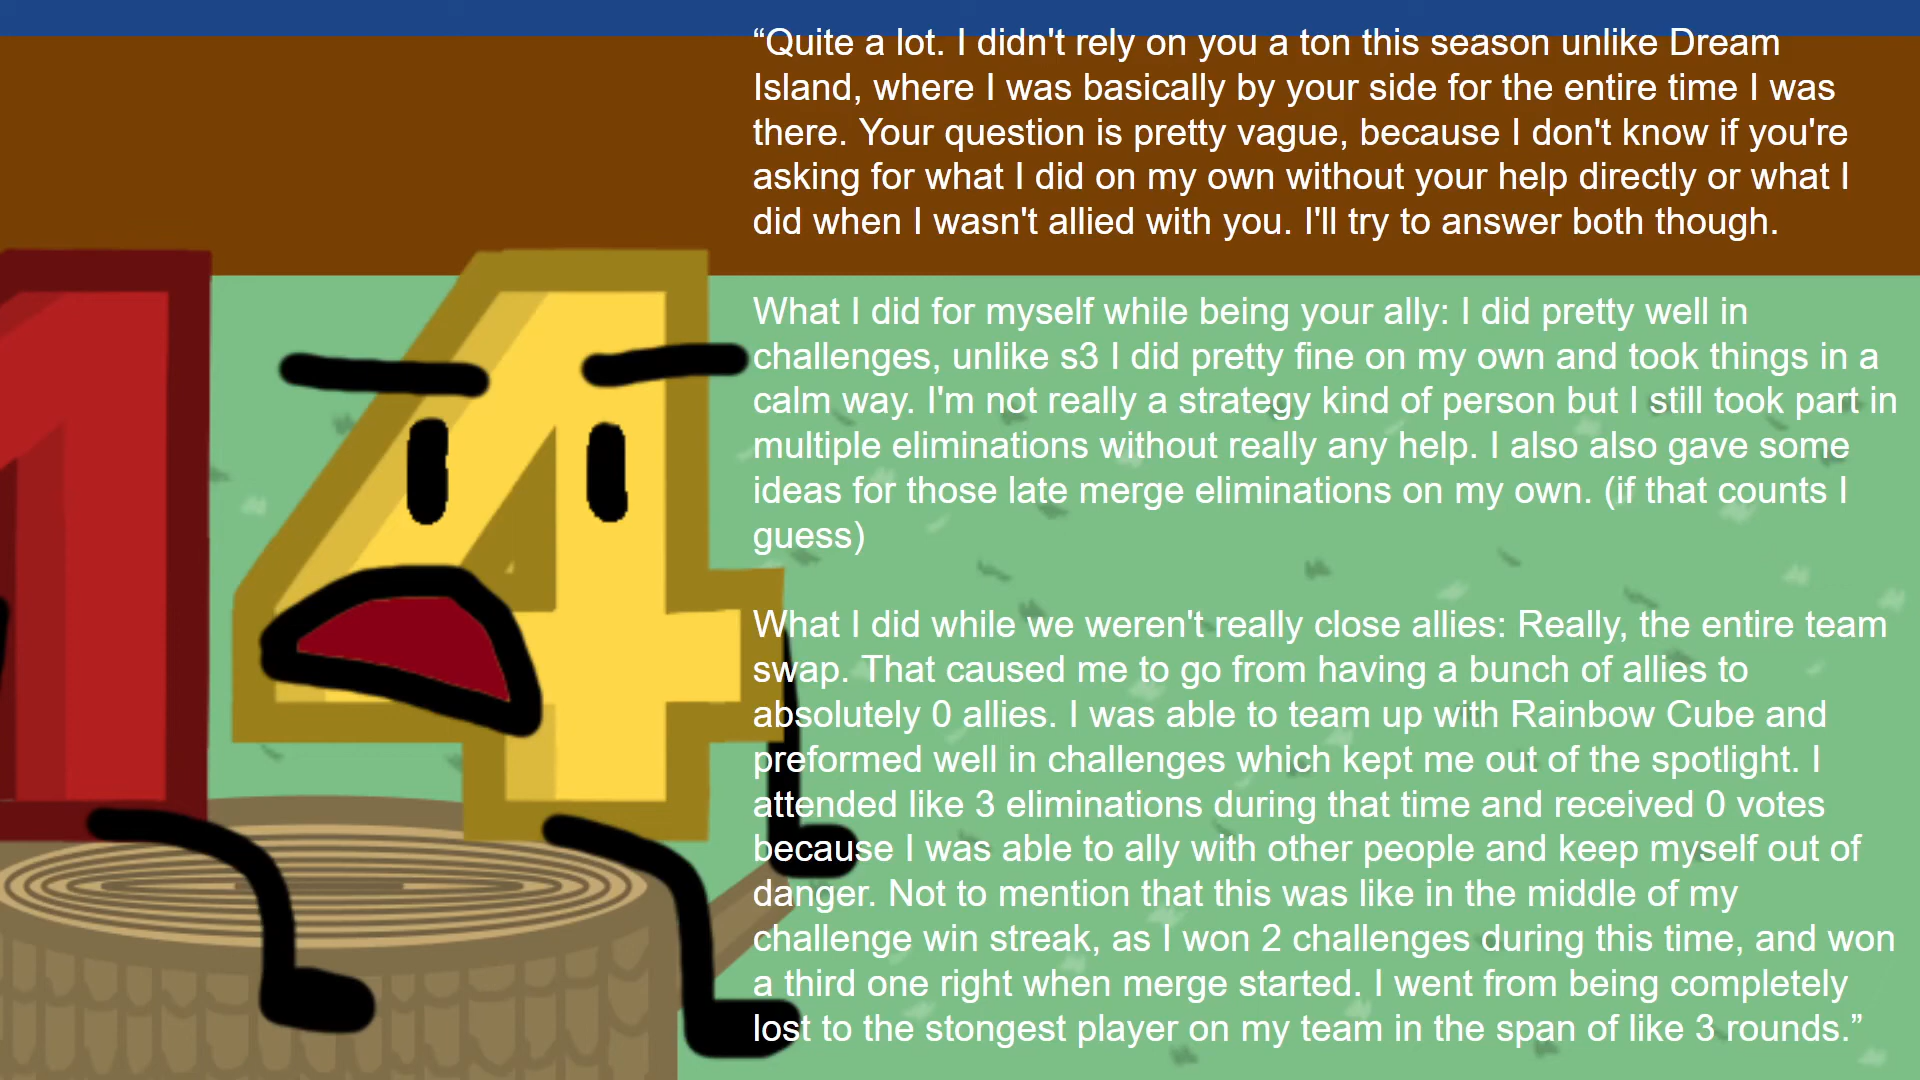 “Quite a lot. I didn't rely on you a ton this season unlike Dream
Island, where I was basically by your side for the entire time I was
there. Your question is pretty vague, because I don't know if you're
asking for what I did on my own without your help directly or what I
did when I wasn't allied with you. I'll try to answer both though.
What I did for myself while being your ally: I did pretty well in
challenges, unlike s3 I did pretty fine on my own and took things in a
calm way. I'm not really a strategy kind of person but I still took part in
multiple eliminations without really any help. I also also gave some
ideas for those late merge eliminations on my own. (if that counts I
guess)
What I did while we weren't really close allies: Really, the entire team
swap. That caused me to go from having a bunch of allies to
absolutely 0 allies. I was able to team up with Rainbow Cube and
preformed well in challenges which kept me out of the spotlight. I
attended like 3 eliminations during that time and received 0 votes
because I was able to ally with other people and keep myself out of
danger. Not to mention that this was like in the middle of my
challenge win streak, as I won 2 challenges during this time, and won
a third one right when merge started. I went from being completely
lost to the stongest player on my team in the span of like 3 rounds.”
14